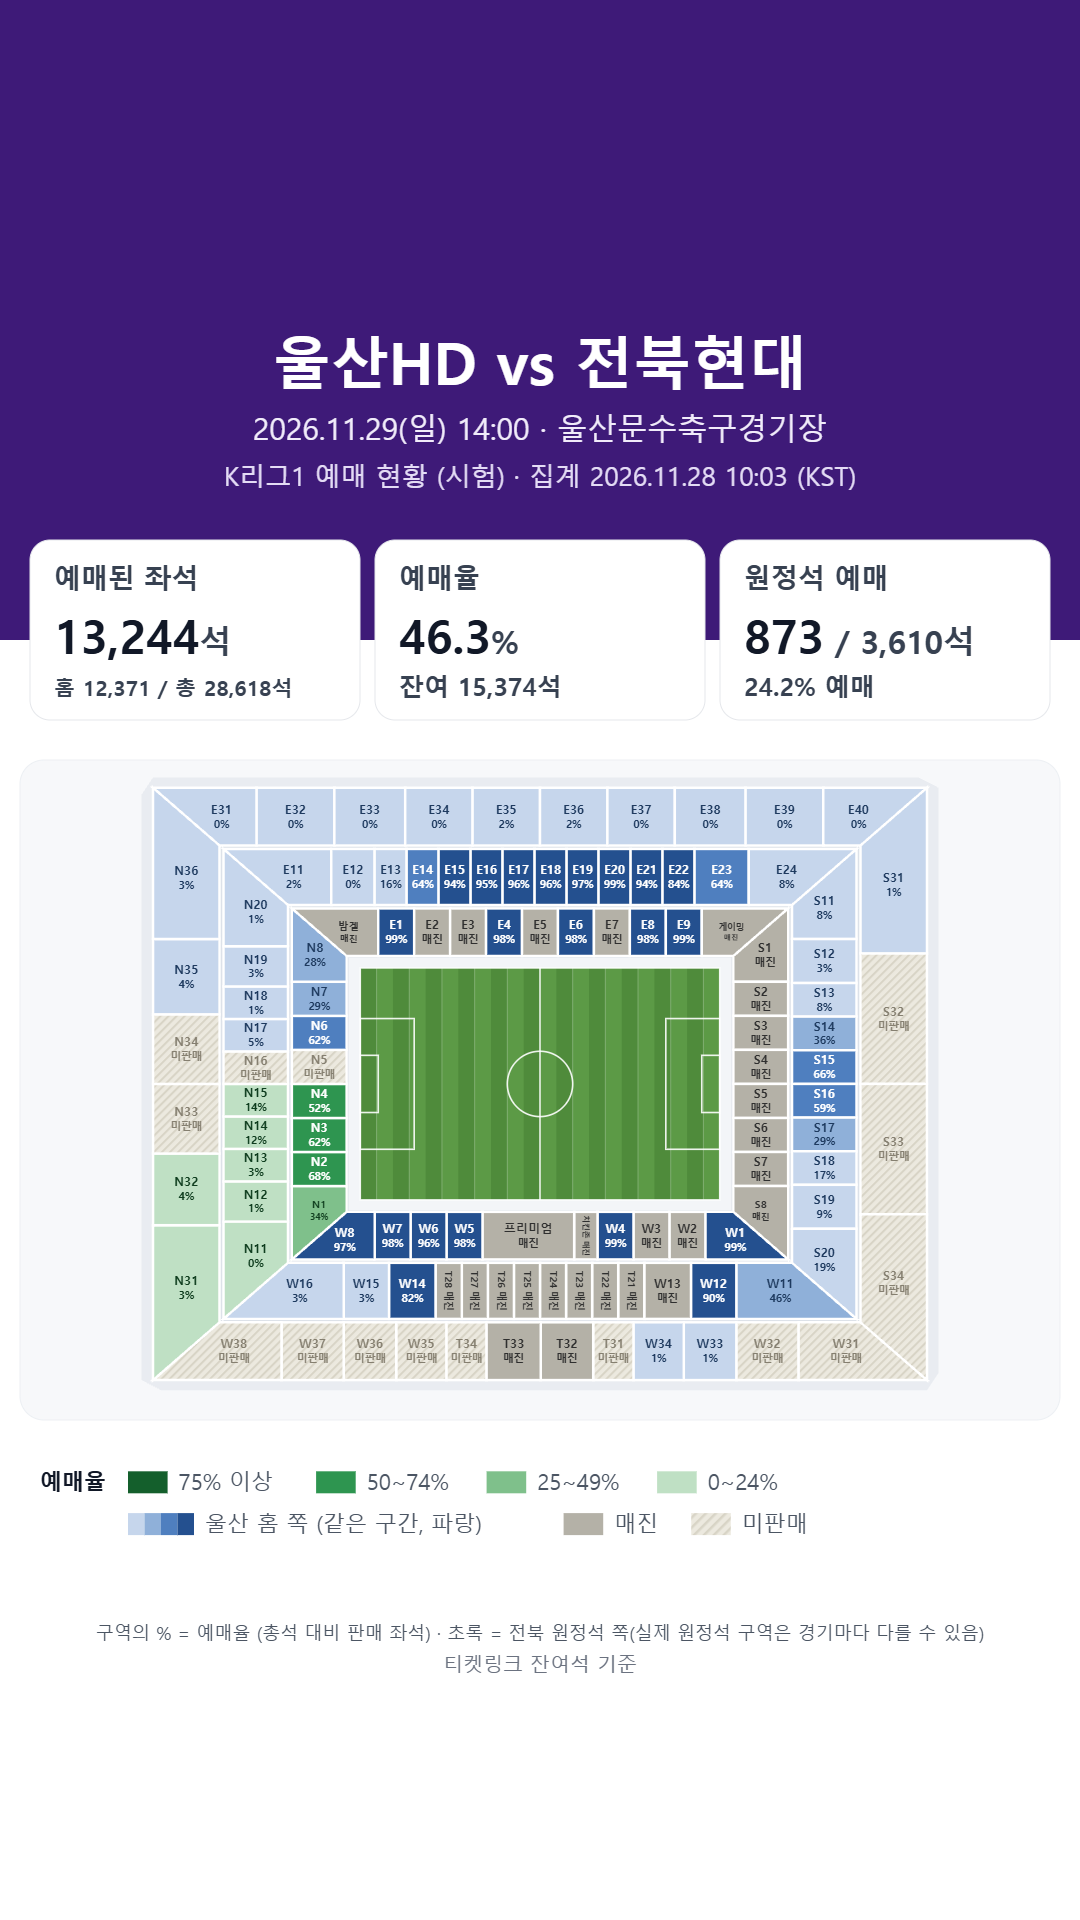 울산HD vs 전북현대
2026.11.29(일) 14:00 · 울산문수축구경기장
K리그1 예매 현황 (시험) · 집계 2026.11.28 10:03 (KST)
예매된 좌석
13,244석
홈 12,371 / 총 28,618석
예매율
46.3%
잔여 15,374석
원정석 예매
873 / 3,610석
24.2% 예매
E31 E32 E33 E34 E35 E36 E37 E38 E39 E40
0% 0% 0% 0% 2% 2% 0% 0% 0% 0%
N36
3%
N35
4%
N34
미판매
N33
미판매
N32
4%
N31
3%
E11 E12 E13 E14 E15 E16 E17 E18 E19 E20 E21 E22 E23 E24
2% 0% 16% 64% 94% 95% 96% 96% 97% 99% 94% 84% 64% 8%
N20
1%
N19
3%
N18
1%
N17
5%
N16
미판매
N15
14%
N14
12%
N13
3%
N12
1%
N11
0%
밤켈 E1 E2 E3 E4 E5 E6 E7 E8 E9 게이밍
매진 99% 매진 매진 98% 매진 98% 매진 98% 99% 매진
N8
28%
N7
29%
N6
62%
N5
미판매
N4
52%
N3
62%
N2
68%
N1
34%
S1
매진
S2
매진
S3
매진
S4
매진
S5
매진
S6
매진
S7
매진
S8
매진
S11
8%
S12
3%
S13
8%
S14
36%
S15
66%
S16
59%
S17
29%
S18
17%
S19
9%
S20
19%
S31
1%
S32
미판매
S33
미판매
S34
미판매
W8 W7 W6 W5 프리미엄 W4 W3 W2 W1
97% 98% 96% 98% 매진 매진 99% 매진 매진 99%
W16 W15 W14 T28 매진 T27 매진 T26 매진 T25 매진 T24 매진 T23 매진 T22 매진 T21 매진 W13 W12 W11
3% 3% 82% 매진 90% 46%
W38 W37 W36 W35 T34 T33 T32 T31 W34 W33 W32 W31
미판매 미판매 미판매 미판매 미판매 매진 매진 미판매 1% 1% 미판매 미판매
예매율 75% 이상 50~74% 25~49% 0~24%
울산 홈 쪽 (같은 구간, 파랑) 매진 미판매
구역의 % = 예매율 (총석 대비 판매 좌석) · 초록 = 전북 원정석 쪽(실제 원정석 구역은 경기마다 다를 수 있음)
티켓링크 잔여석 기준